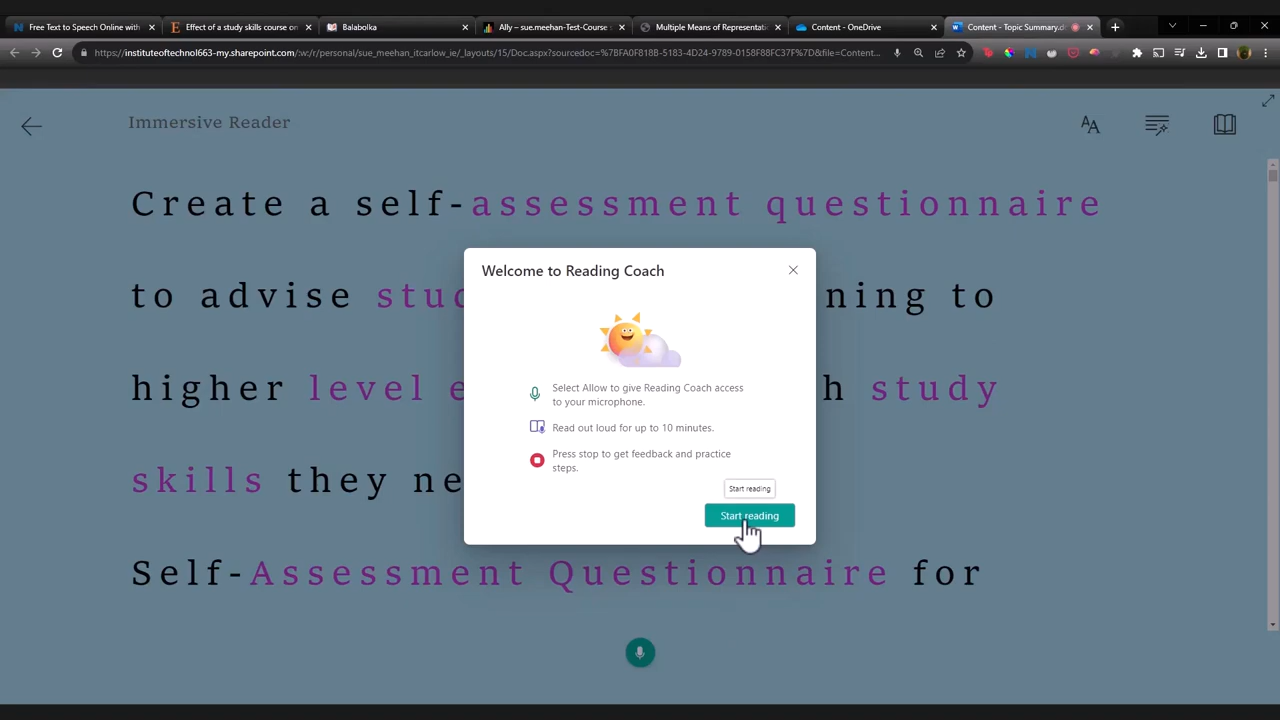 Free Text to Speech Online with
Effect of a study skills course on
Balabolka
Ally – sue.meehan-Test-Course
Multiple Means of Representati
Content - OneDrive
Content - Topic Summary.d
https://instituteoftechnol663-my.sharepoint.com/:w:/r/personal/sue_meehan_itcarlow_ie/_layouts/15/Doc.aspx?sourcedoc=%7BFA0F818B-5183-4D24-9789-0158F88FC37F%7D&file=Conten...
Immersive Reader
Create a self-assessment questionnaire
to advise stu ning to
higher level e h study
skills they ne
Self-Assessment Questionnaire for
Welcome to Reading Coach
Select Allow to give Reading Coach access
to your microphone.
Read out loud for up to 10 minutes.
Press stop to get feedback and practice
steps.
Start reading
Start reading